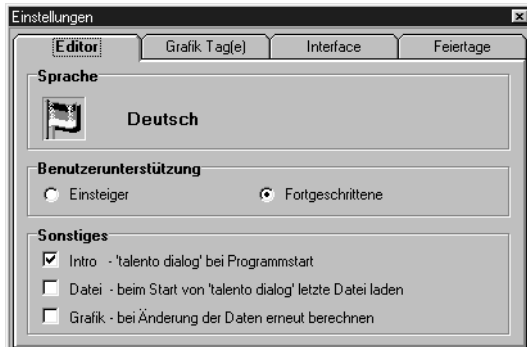 Einstellungen
Editor Grafik Tag(e) Interface Feiertage
Sprache
Deutsch
Benutzerunterstützung
Einsteiger Fortgeschrittene
Sonstiges
Intro - 'talento dialog' bei Programmstart
Datei - beim Start von 'talento dialog' letzte Datei laden
Grafik - bei Änderung der Daten erneut berechnen